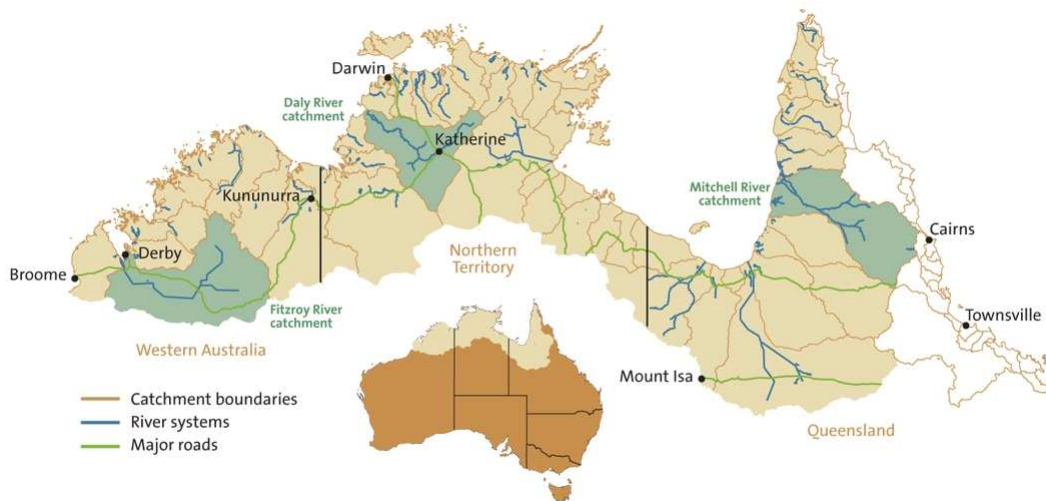 Darwin
Daly River
catchment
Katherine
Kununurra
Mitchell River
catchment
Cairns
Derby
Broome
Northern
Territory
Fitzroy River
catchment
Townsville
Western Australia
Mount Isa
Catchment boundaries
River systems
Major roads
Queensland